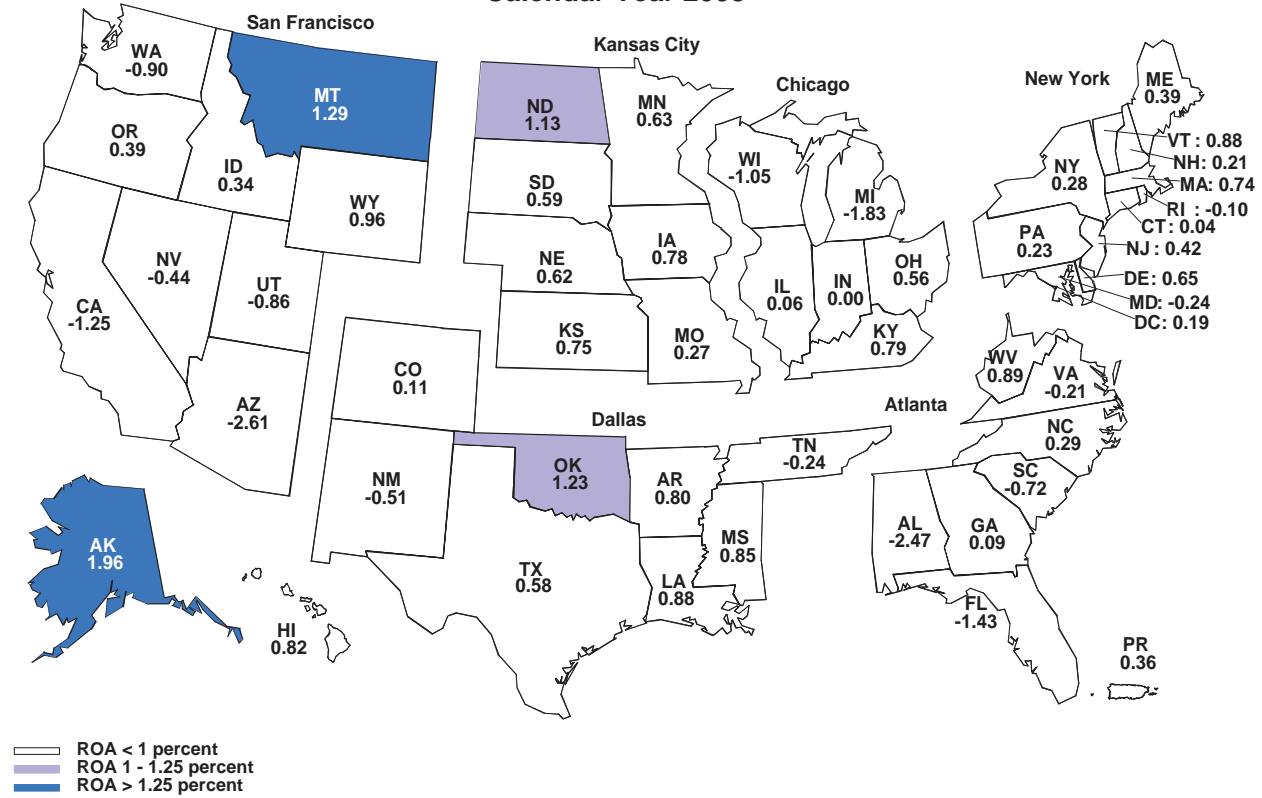 San Francisco
Kansas City
Chicago
New York
WA
-0.90
MT
1.29
ND
1.13
MN
0.63
ME
0.39
OR
0.39
ID
0.34
WY
0.96
SD
0.59
WI
-1.05
MI
-1.83
NY
0.28
VT : 0.88
NH: 0.21
MA: 0.74
RI : -0.10
CT: 0.04
NJ : 0.42
DE: 0.65
MD: -0.24
DC: 0.19
PA
0.23
NV
-0.44
UT
-0.86
CA
-1.25
NE
0.62
IA
0.78
IL
0.06
IN
0.00
OH
0.56
KS
0.75
MO
0.27
KY
0.79
WV
0.89
VA
-0.21
CO
0.11
AZ
-2.61
Dallas
Atlanta
NM
-0.51
OK
1.23
AR
0.80
TN
-0.24
NC
0.29
SC
-0.72
AK
1.96
HI
0.82
TX
0.58
LA
0.88
MS
0.85
AL
-2.47
GA
0.09
FL
-1.43
PR
0.36
ROA < 1 percent
ROA 1 - 1.25 percent
ROA > 1.25 percent